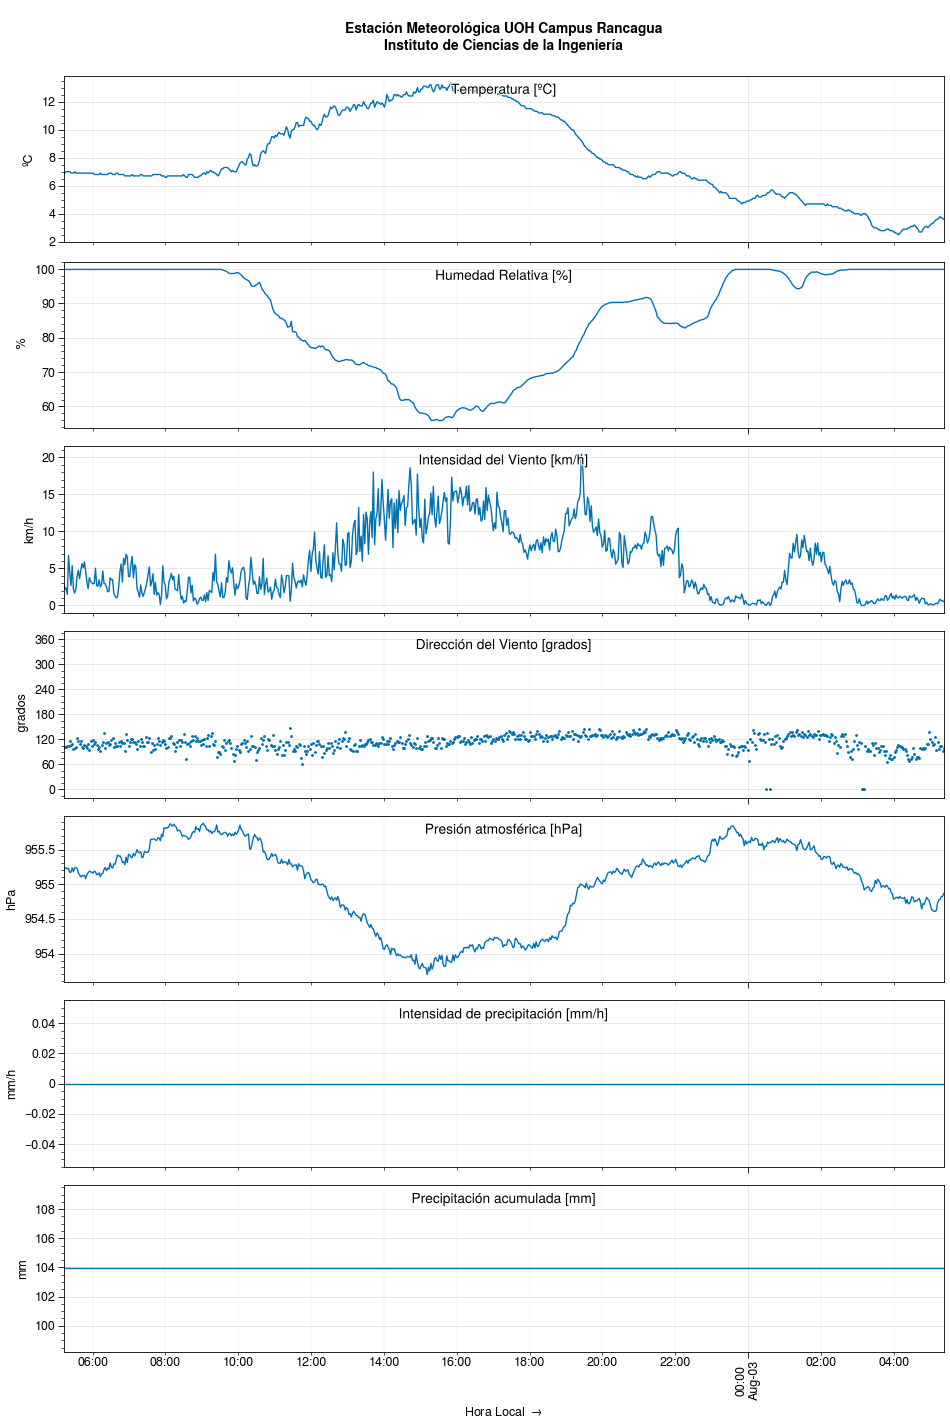 Estación Meteorológica UOH Campus Rancagua
Instituto de Ciencias de la Ingeniería
Temperatura [ºC]
12
10
8
6
4
2
ºC
Humedad Relativa [%]
100
90
80
70
60
%
Intensidad del Viento [km/h]
20
15
10
5
0
km/h
Dirección del Viento [grados]
360
300
240
180
120
60
0
grados
Presión atmosférica [hPa]
955.5
955
954.5
954
hPa
Intensidad de precipitación [mm/h]
0.04
0.02
0
−0.02
−0.04
mm/h
Precipitación acumulada [mm]
108
106
104
102
100
mm
06:00 08:00 10:00 12:00 14:00 16:00 18:00 20:00 22:00 00:00 02:00 04:00
Aug-03
Hora Local →